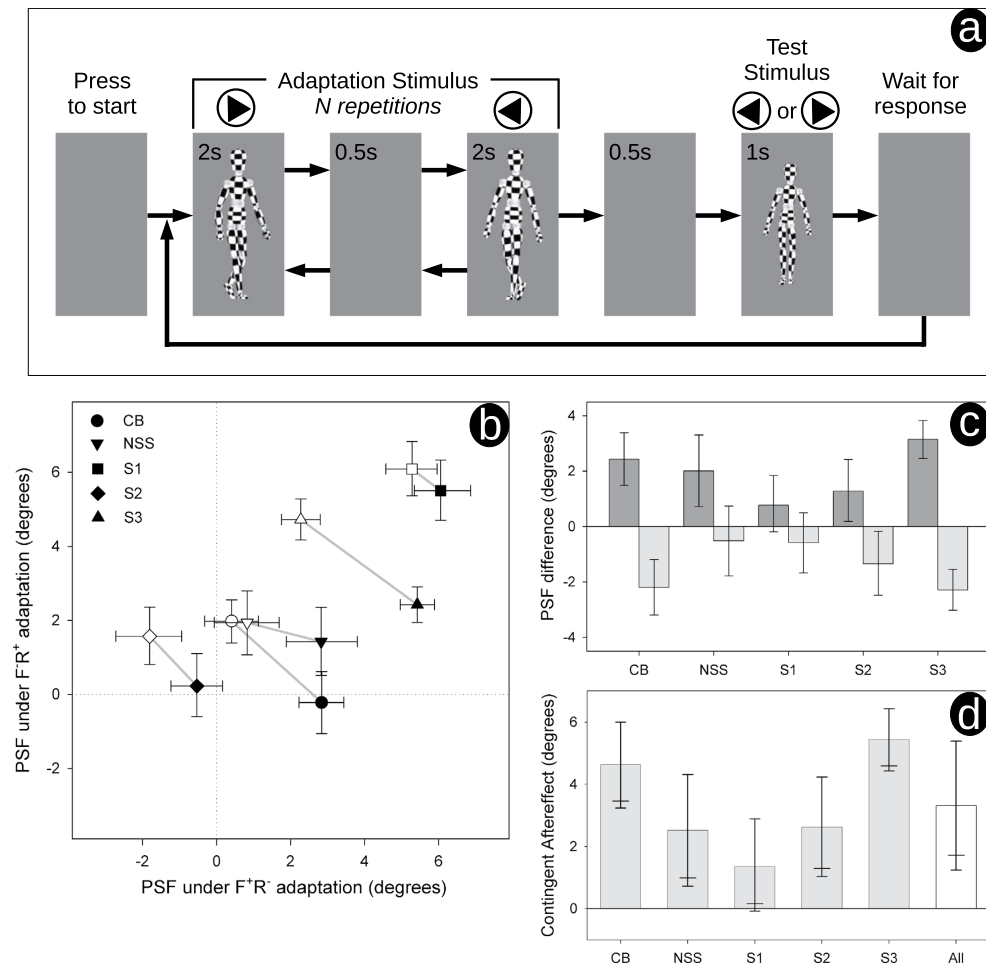 a
Press
to start
Adaptation Stimulus
N repetitions
Test
Stimulus
or
Wait for
response
2s
0.5s
2s
0.5s
1s
b
CB
NSS
S1
S2
S3
PSF under F⁻R⁺ adaptation (degrees)
6
4
2
0
-2
-2 0 2 4 6
PSF under F⁺R⁻ adaptation (degrees)
c
PSF difference (degrees)
4
2
0
-2
-4
CB NSS S1 S2 S3
d
Contingent Aftereffect (degrees)
6
4
2
0
CB NSS S1 S2 S3 All